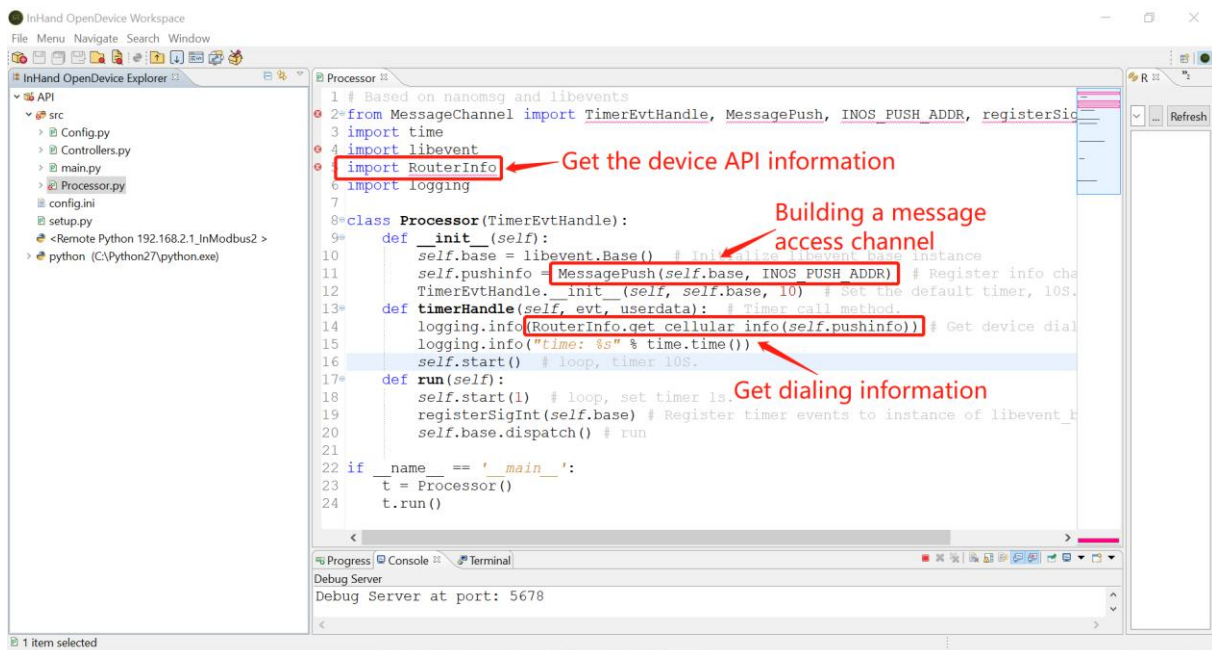 InHand OpenDevice Workspace
File Menu Navigate Search Window
InHand OpenDevice Explorer
API
src
Config.py
Controllers.py
main.py
Processor.py
config.ini
setup.py
<Remote Python 192.168.2.1_InModbus2 >
python (C:\Python27\python.exe)
Processor
1 # Based on nanomsg and libevents
2 from MessageChannel import TimerEvtHandle, MessagePush, INOS_PUSH_ADDR, registerSig
3 import time
4 import libevent
5 import RouterInfo
6 import logging
7
8 class Processor(TimerEvtHandle):
9 def __init__(self):
10 self.base = libevent.Base() # Initialize libevent base instance
11 self.pushinfo = MessagePush(self.base, INOS_PUSH_ADDR) # Register info cha
12 TimerEvtHandle.__init__(self, self.base, 10) # Set the default timer, 10S.
13 def timerHandle(self, evt, userdata): # Timer call method.
14 logging.info(RouterInfo.get_cellular_info(self.pushinfo)) # Get device dial
15 logging.info("time: %s" % time.time())
16 self.start() # loop, timer 10S.
17 def run(self):
18 self.start(1) # loop, set timer 1s.
19 registerSigInt(self.base) # Register timer events to instance of libevent_b
20 self.base.dispatch() # run
21
22 if __name__ == '__main__':
23 t = Processor()
24 t.run()
Get the device API information
Building a message
access channel
Get dialing information
R
... Refresh
Progress Console Terminal
Debug Server
Debug Server at port: 5678
1 item selected